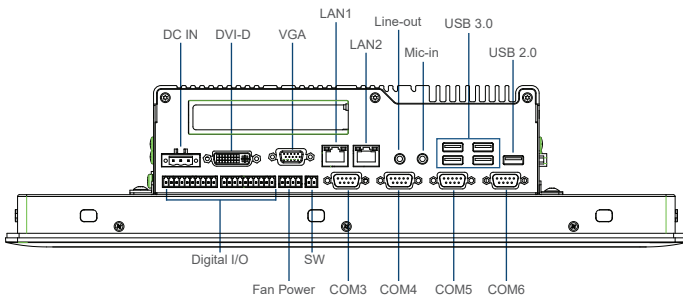 LAN1
Line-out
USB 3.0
DC IN
DVI-D
VGA
LAN2
Mic-in
USB 2.0
Digital I/O
SW
Fan Power
COM3
COM4
COM5
COM6